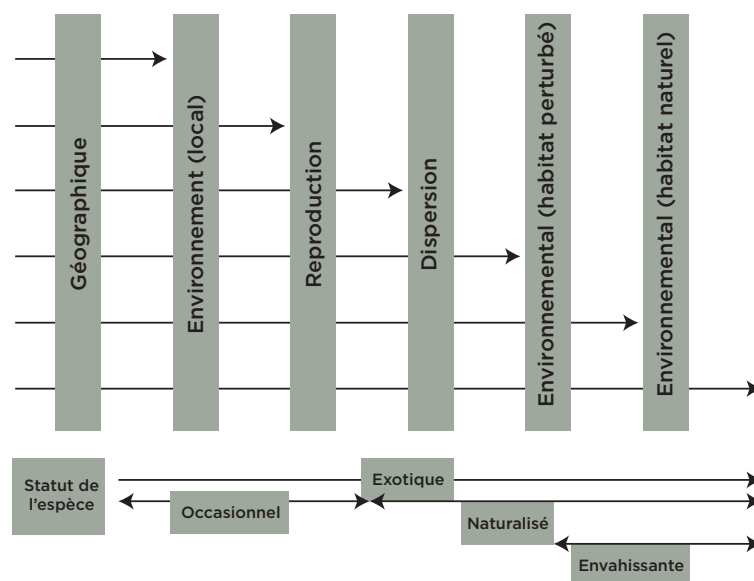 Géographique
Environnement (local)
Reproduction
Dispersion
Environnemental (habitat perturbé)
Environnemental (habitat naturel)
Statut de
l'espèce
Exotique
Occasionnel
Naturalisé
Envahissante